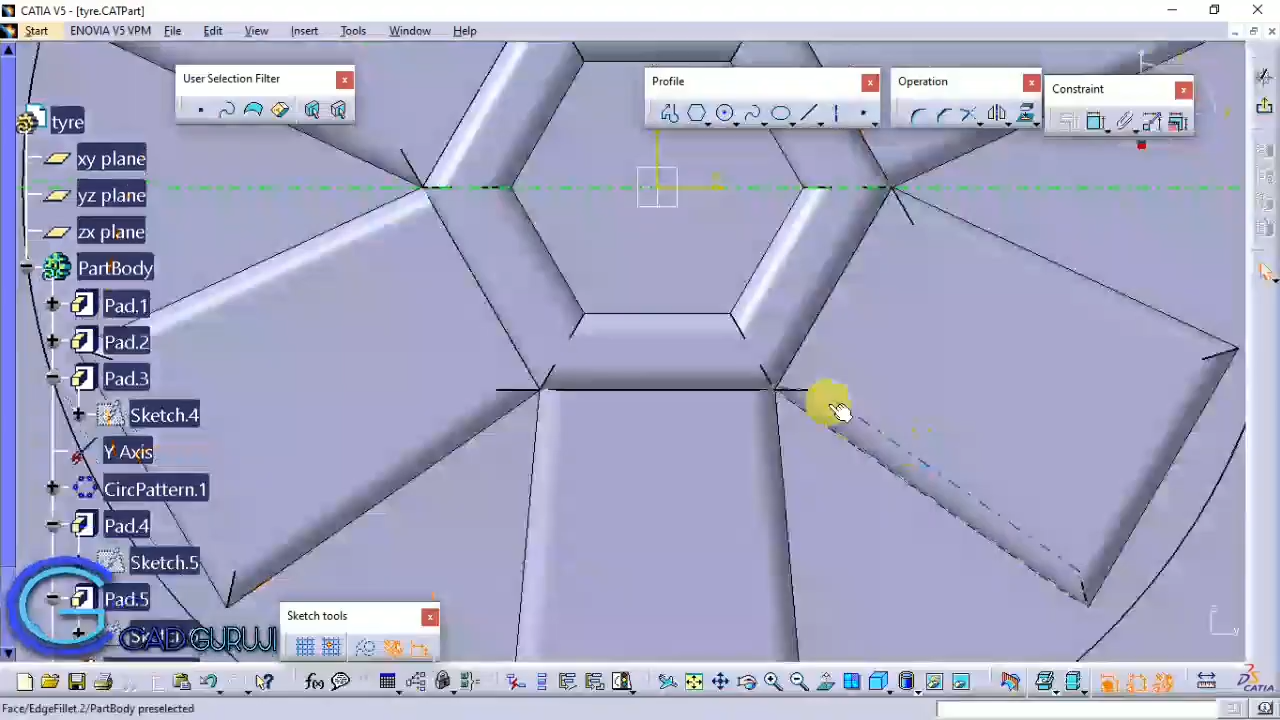 CATIA V5 - [tyre.CATPart]
Start ENOVIA V5 VPM File Edit View Insert Tools Window Help
User Selection Filter
Profile
Operation
Constraint
tyre
xy plane
yz plane
zx plane
PartBody
Pad.1
Pad.2
Pad.3
Sketch.4
Y Axis
CircPattern.1
Pad.4
Sketch.5
Pad.5
CAD GURUJI
Sketch tools
f(x)
CATIA
Face/EdgeFillet.2/PartBody preselected